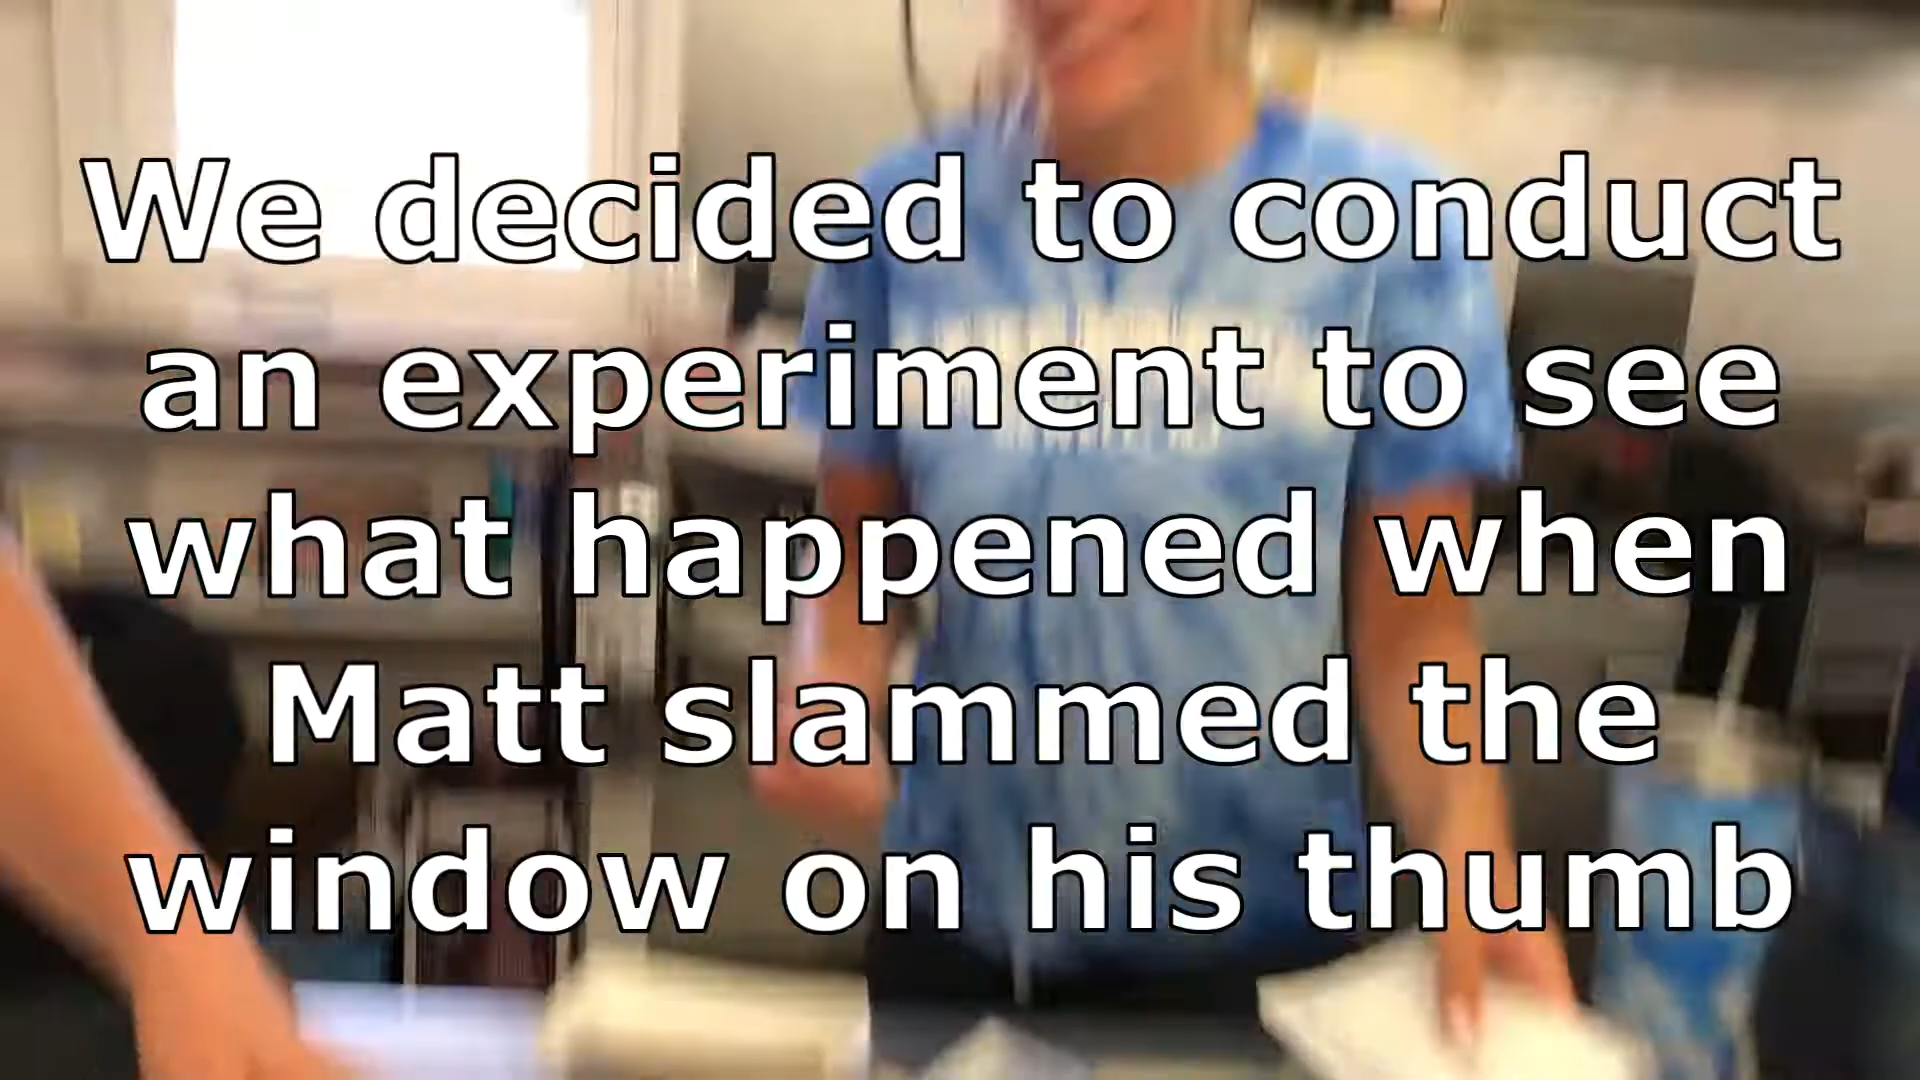 We decided to conduct
an experiment to see
what happened when
Matt slammed the
window on his thumb